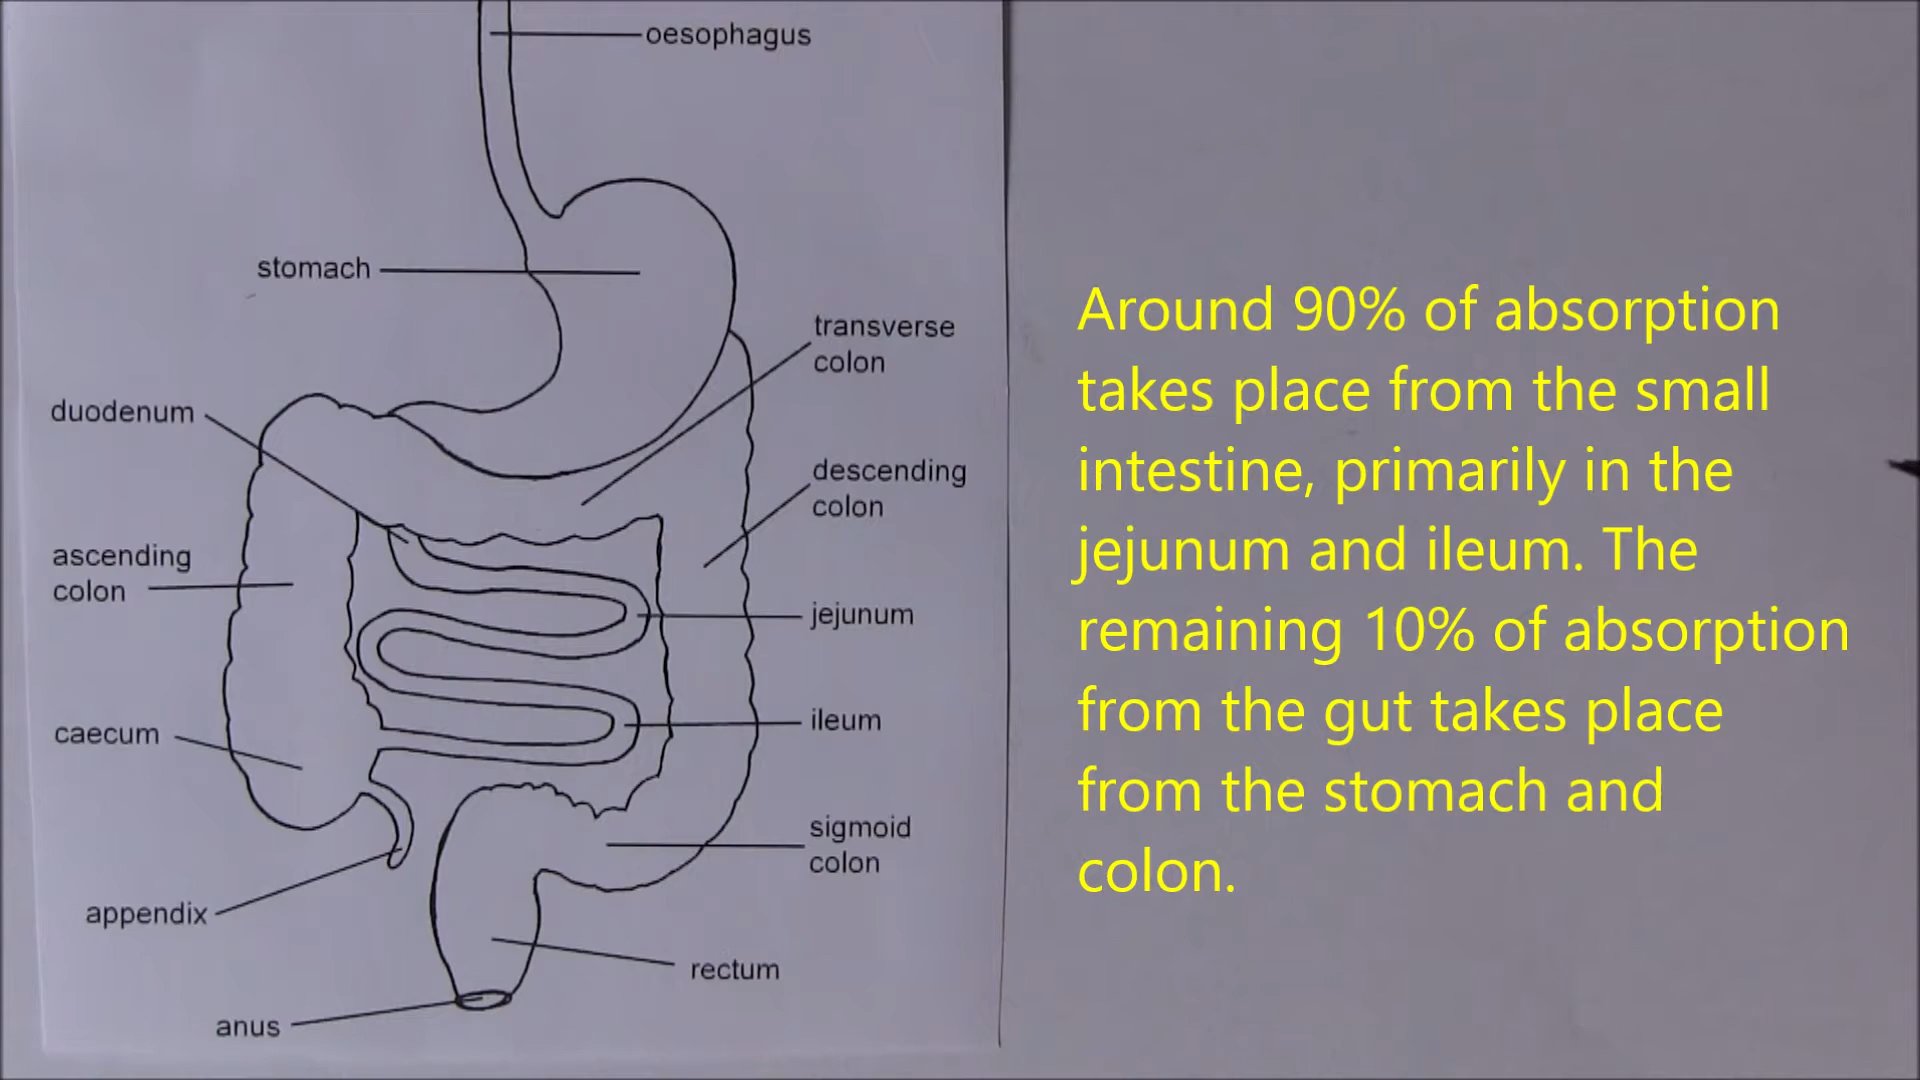 oesophagus
stomach
transverse
colon
duodenum
descending
colon
ascending
colon
jejunum
ileum
caecum
sigmoid
colon
appendix
rectum
anus
Around 90% of absorption
takes place from the small
intestine, primarily in the
jejunum and ileum. The
remaining 10% of absorption
from the gut takes place
from the stomach and
colon.